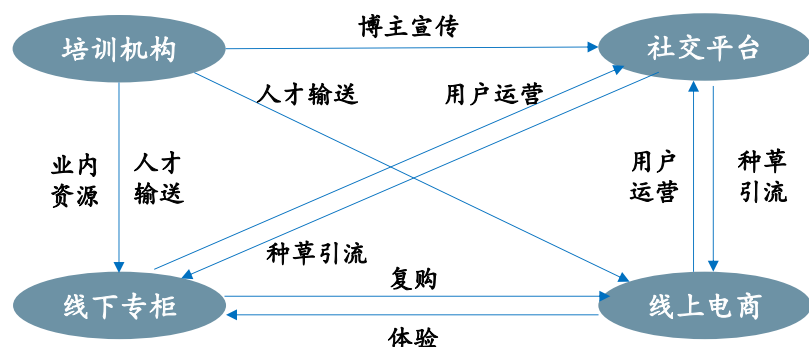 博主宣传
培训机构
社交平台
人才输送
用户运营
业内
资源
人才
输送
用户
运营
种草
引流
种草引流
复购
线下专柜
线上电商
体验